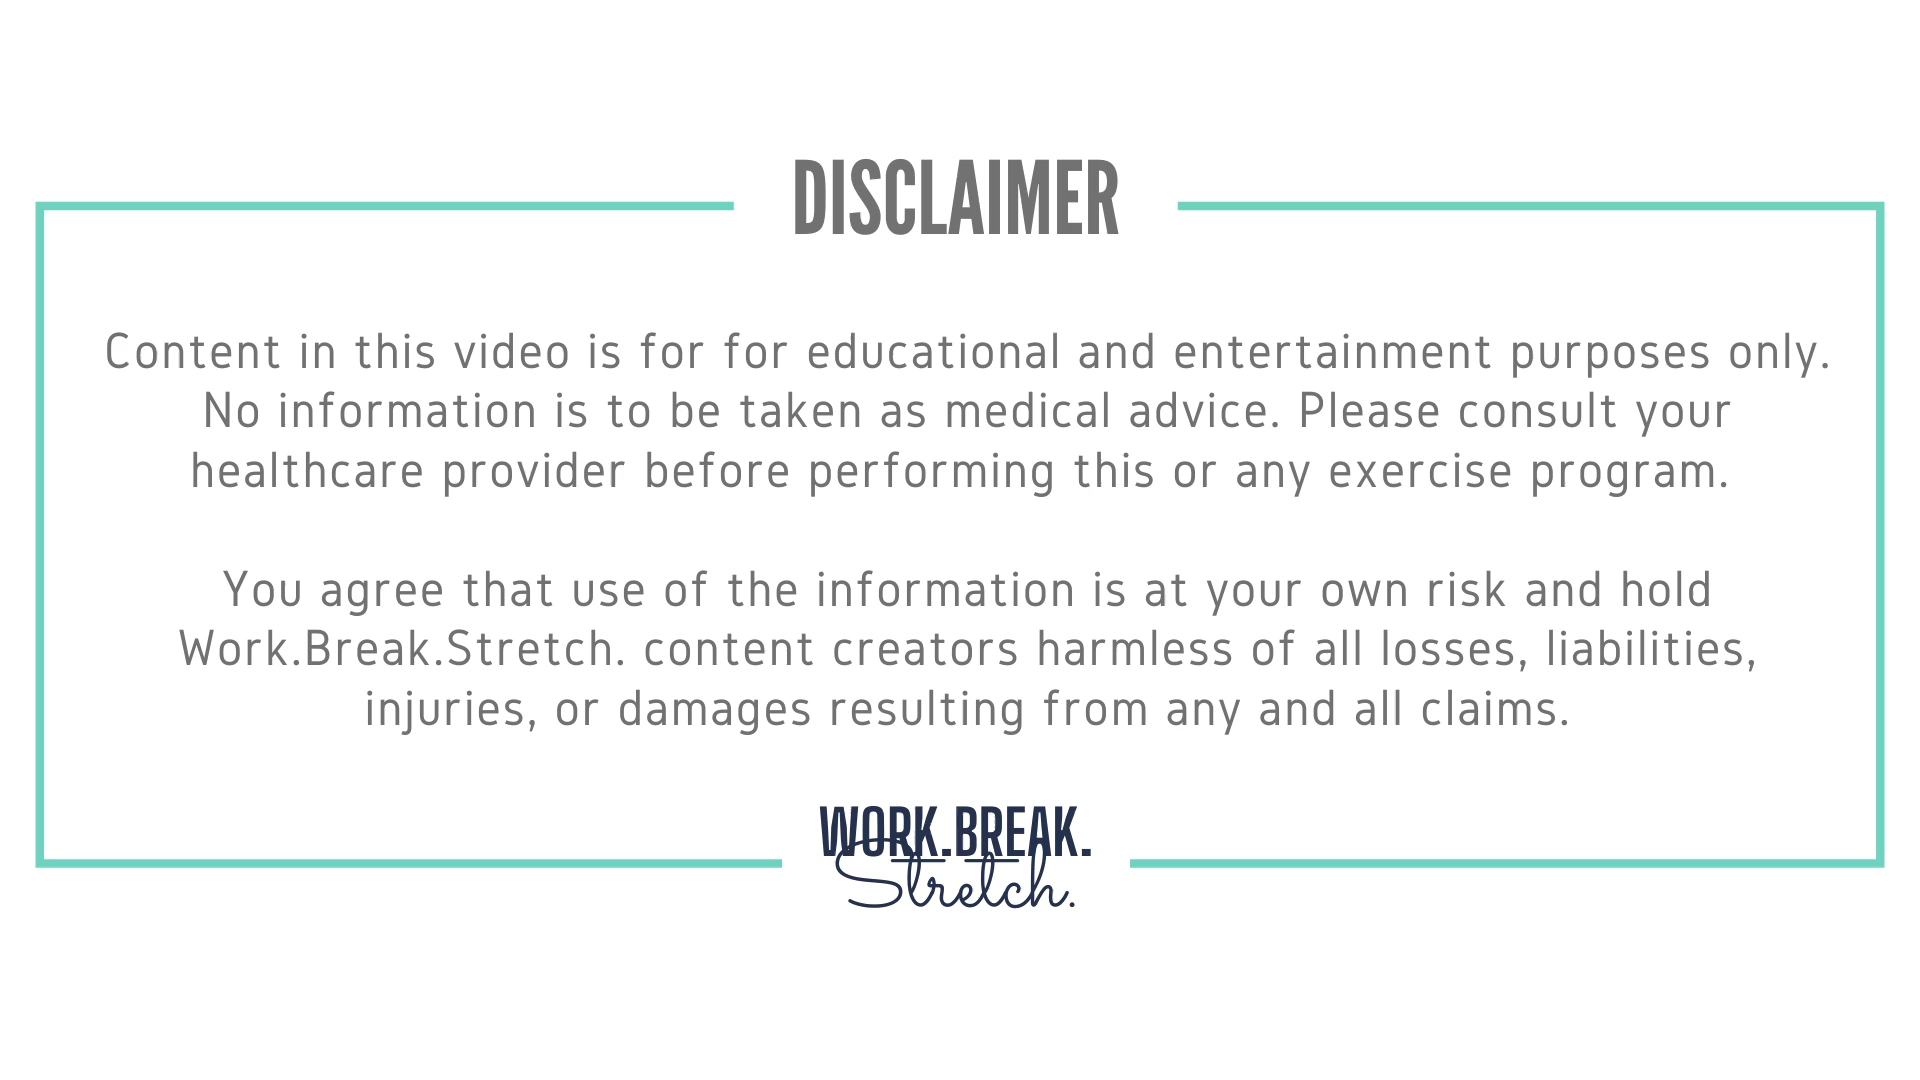 DISCLAIMER
Content in this video is for for educational and entertainment purposes only.
No information is to be taken as medical advice. Please consult your
healthcare provider before performing this or any exercise program.
You agree that use of the information is at your own risk and hold
Work.Break.Stretch. content creators harmless of all losses, liabilities,
injuries, or damages resulting from any and all claims.
WORK.BREAK.
Stretch.